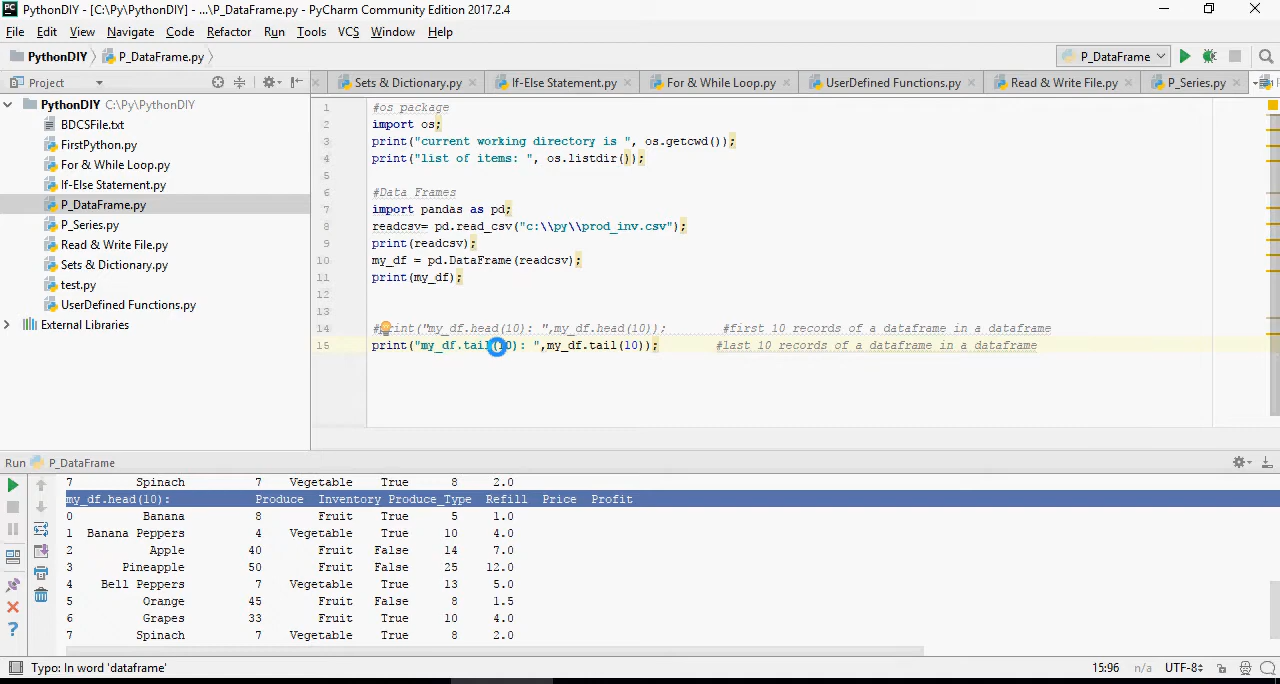 PythonDIY - [C:\Py\PythonDIY] - ...\P_DataFrame.py - PyCharm Community Edition 2017.2.4
File Edit View Navigate Code Refactor Run Tools VCS Window Help
PythonDIY P_DataFrame.py P_DataFrame
Project Sets & Dictionary.py If-Else Statement.py For & While Loop.py UserDefined Functions.py Read & Write File.py P_Series.py
PythonDIY C:\Py\PythonDIY
BDCSFile.txt
FirstPython.py
For & While Loop.py
If-Else Statement.py
P_DataFrame.py
P_Series.py
Read & Write File.py
Sets & Dictionary.py
test.py
UserDefined Functions.py
External Libraries
1 #os package
2 import os;
3 print("current working directory is ", os.getcwd());
4 print("list of items: ", os.listdir());
5
6 #Data Frames
7 import pandas as pd;
8 readcsv= pd.read_csv("c:\\py\\prod_inv.csv");
9 print(readcsv);
10 my_df = pd.DataFrame(readcsv);
11 print(my_df);
12
13
14 #print("my_df.head(10): ",my_df.head(10)); #first 10 records of a dataframe in a dataframe
15 print("my_df.tail(10): ",my_df.tail(10)); #last 10 records of a dataframe in a dataframe
Run P_DataFrame
7 Spinach 7 Vegetable True 8 2.0
my_df.head(10): Produce Inventory Produce_Type Refill Price Profit
0 Banana 8 Fruit True 5 1.0
1 Banana Peppers 4 Vegetable True 10 4.0
2 Apple 40 Fruit False 14 7.0
3 Pineapple 50 Fruit False 25 12.0
4 Bell Peppers 7 Vegetable True 13 5.0
5 Orange 45 Fruit False 8 1.5
6 Grapes 33 Fruit True 10 4.0
7 Spinach 7 Vegetable True 8 2.0
Typo: In word 'dataframe' 15:96 n/a UTF-8